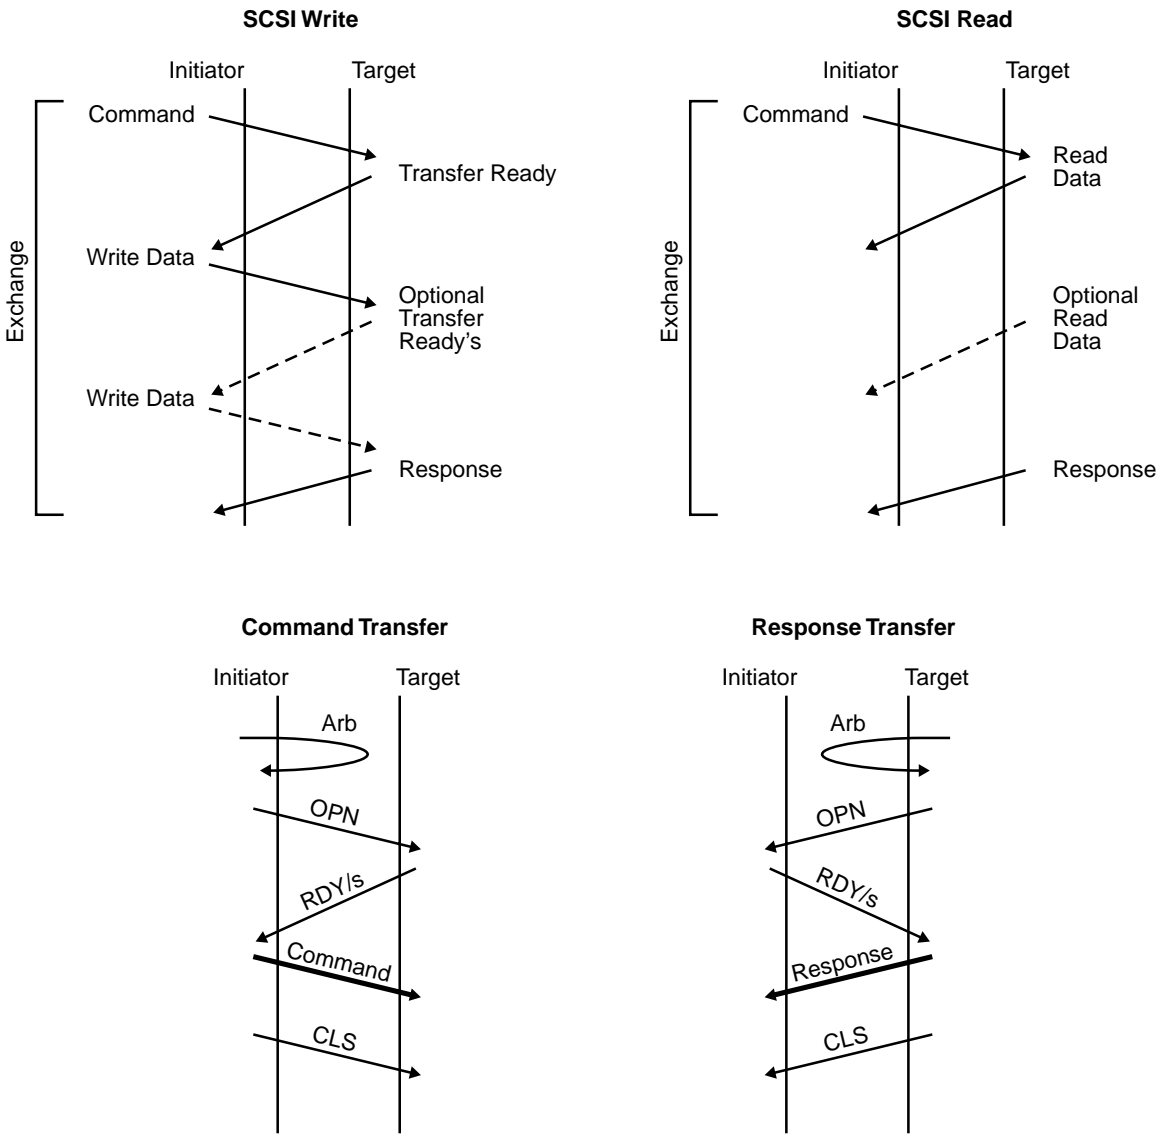 SCSI Write
Initiator
Target
Exchange
Command
Transfer Ready
Write Data
Optional
Transfer
Ready's
Write Data
Response
SCSI Read
Initiator
Target
Exchange
Command
Read
Data
Optional
Read
Data
Response
Command Transfer
Initiator
Target
Arb
OPN
RDY/s
Command
CLS
Response Transfer
Initiator
Target
Arb
OPN
RDY/s
Response
CLS